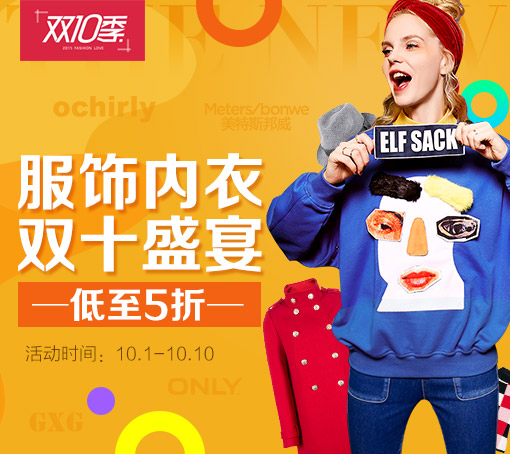 THE NEW
双10季
2015 FASHION LOVE
ochirly
Meters/bonwe
美特斯邦威
ELF SACK
服饰内衣
双十盛宴
低至5折
活动时间：10.1-10.10
ONLY
GXG